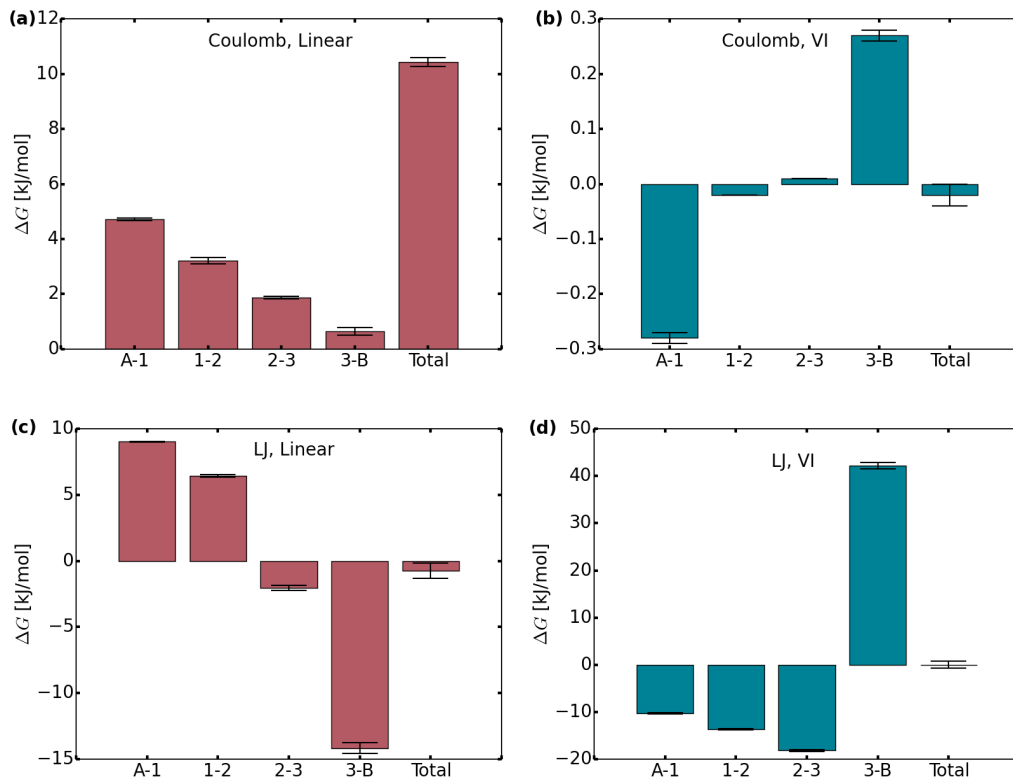 (a)
Coulomb, Linear
ΔG [kJ/mol]
12
10
8
6
4
2
0
A-1 1-2 2-3 3-B Total
(b)
Coulomb, VI
ΔG [kJ/mol]
0.3
0.2
0.1
0.0
−0.1
−0.2
−0.3
A-1 1-2 2-3 3-B Total
(c)
LJ, Linear
ΔG [kJ/mol]
10
5
0
−5
−10
−15
A-1 1-2 2-3 3-B Total
(d)
LJ, VI
ΔG [kJ/mol]
50
40
30
20
10
0
−10
−20
A-1 1-2 2-3 3-B Total